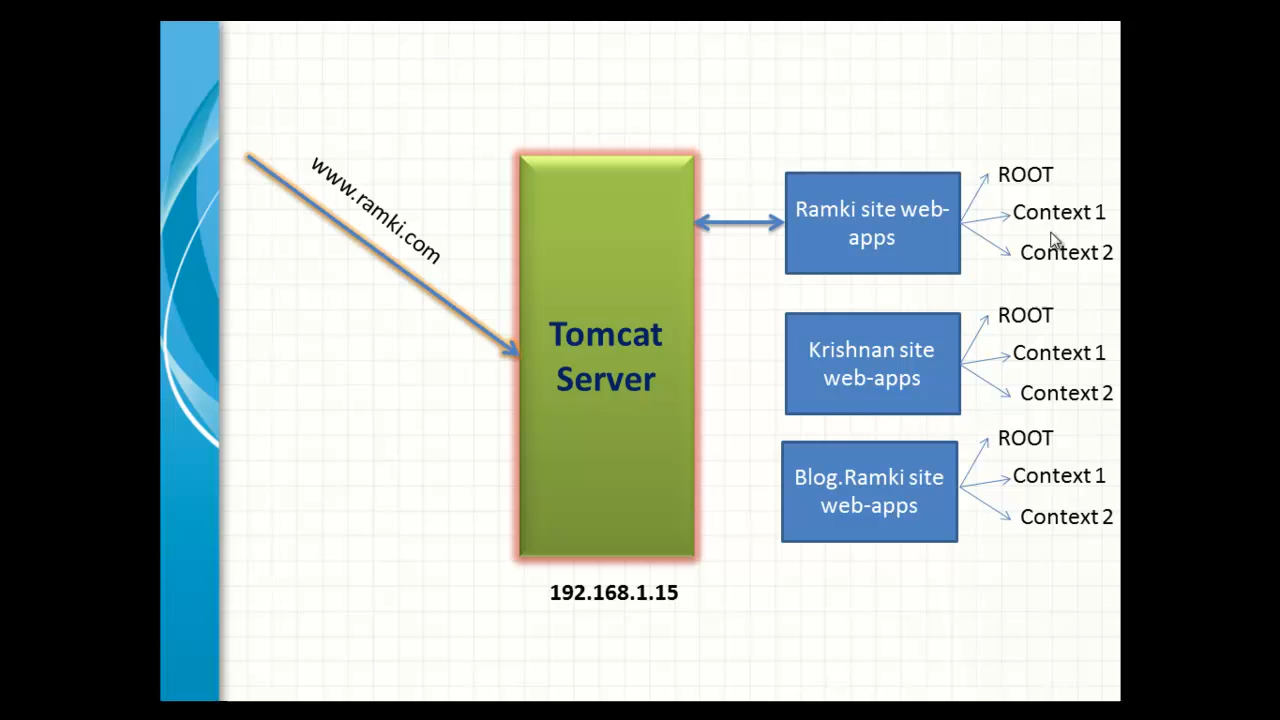 www.ramki.com
Tomcat
Server
192.168.1.15
Ramki site web-
apps
ROOT
Context 1
Context 2
Krishnan site
web-apps
ROOT
Context 1
Context 2
Blog.Ramki site
web-apps
ROOT
Context 1
Context 2